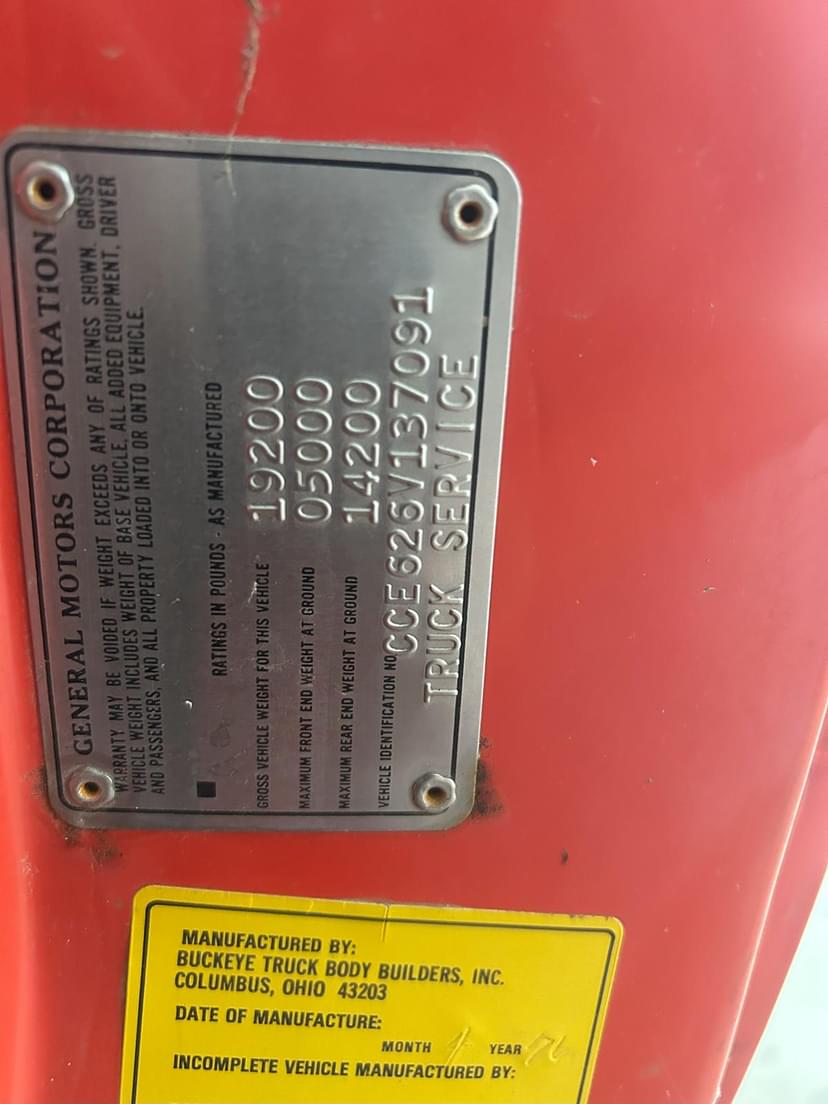 GENERAL MOTORS CORPORATION
WARRANTY MAY BE VOIDED IF WEIGHT EXCEEDS ANY OF RATINGS SHOWN. GROSS
VEHICLE WEIGHT INCLUDES WEIGHT OF BASE VEHICLE, ALL ADDED EQUIPMENT, DRIVER
AND PASSENGERS, AND ALL PROPERTY LOADED INTO OR ONTO VEHICLE.
RATINGS IN POUNDS - AS MANUFACTURED
GROSS VEHICLE WEIGHT FOR THIS VEHICLE 19200
MAXIMUM FRONT END WEIGHT AT GROUND 05000
MAXIMUM REAR END WEIGHT AT GROUND 14200
VEHICLE IDENTIFICATION NO CCE626V137091
TRUCK SERVICE
MANUFACTURED BY:
BUCKEYE TRUCK BODY BUILDERS, INC.
COLUMBUS, OHIO 43203
DATE OF MANUFACTURE:
MONTH 4 YEAR 76
INCOMPLETE VEHICLE MANUFACTURED BY: